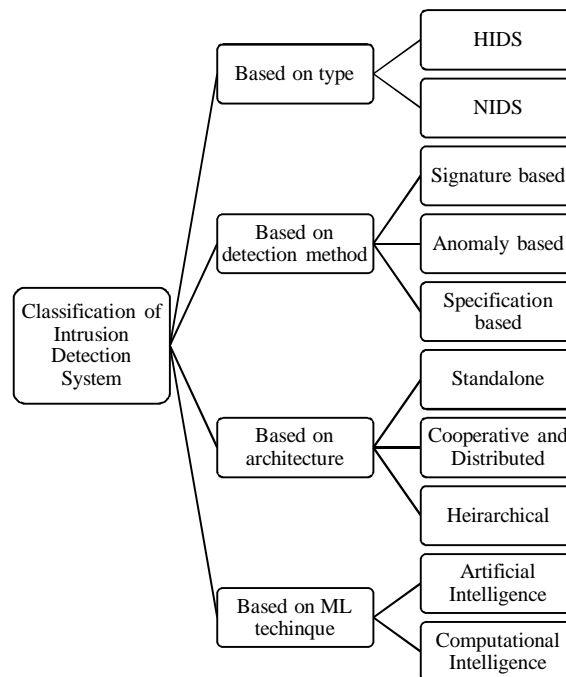 Classification of
Intrusion
Detection
System
Based on type
HIDS
NIDS
Based on
detection method
Signature based
Anomaly based
Specification
based
Based on
architecture
Standalone
Cooperative and
Distributed
Heirarchical
Based on ML
techinque
Artificial
Intelligence
Computational
Intelligence